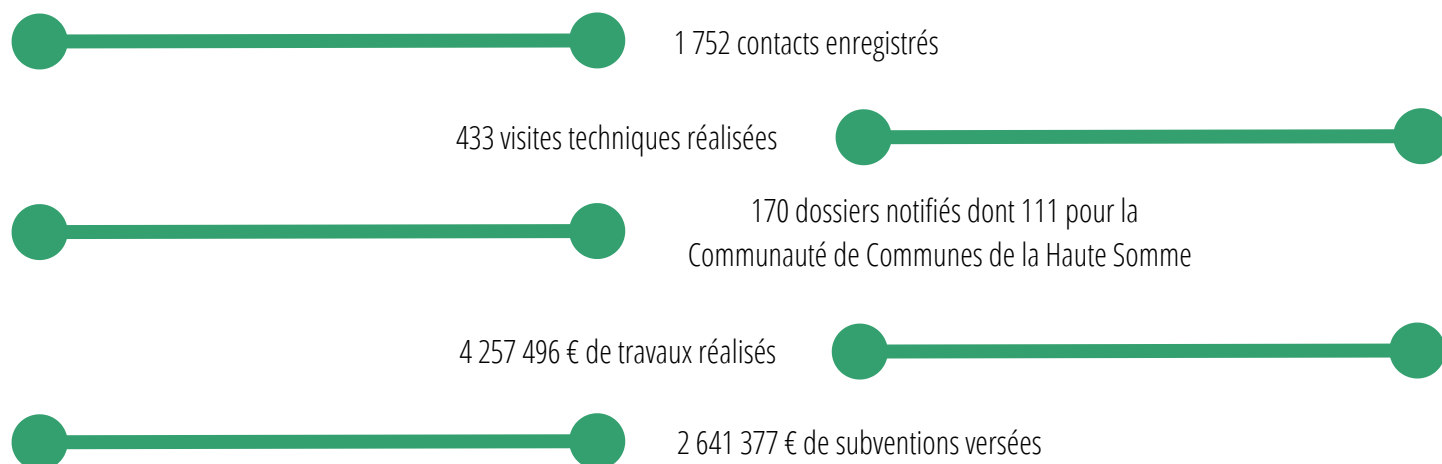 1 752 contacts enregistrés
433 visites techniques réalisées
170 dossiers notifiés dont 111 pour la
Communauté de Communes de la Haute Somme
4 257 496 € de travaux réalisés
2 641 377 € de subventions versées